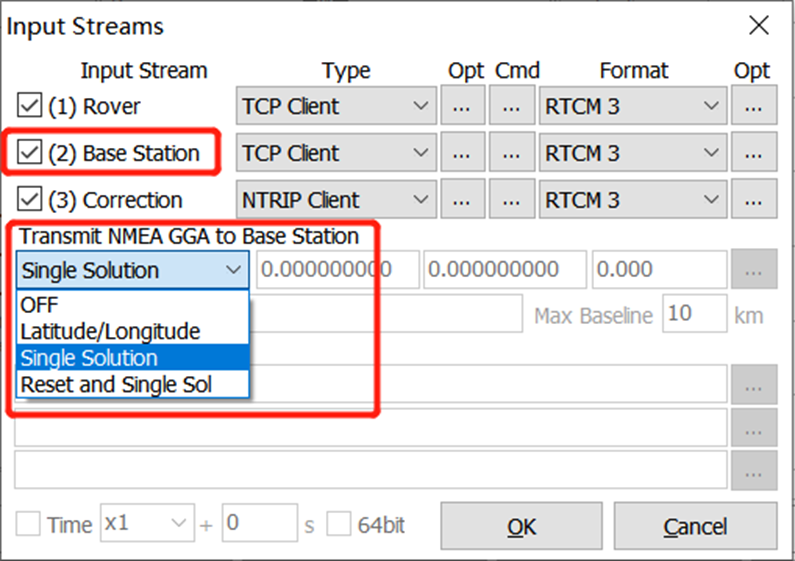 Input Streams
Input Stream Type Opt Cmd Format Opt
(1) Rover TCP Client ... ... RTCM 3 ...
(2) Base Station TCP Client ... ... RTCM 3 ...
(3) Correction NTRIP Client ... ... RTCM 3 ...
Transmit NMEA GGA to Base Station
Single Solution 0.000000000 0.000000000 0.000 ...
OFF
Latitude/Longitude Max Baseline 10 km
Single Solution
Reset and Single Sol ...
...
...
Time x1 + 0 s 64bit OK Cancel